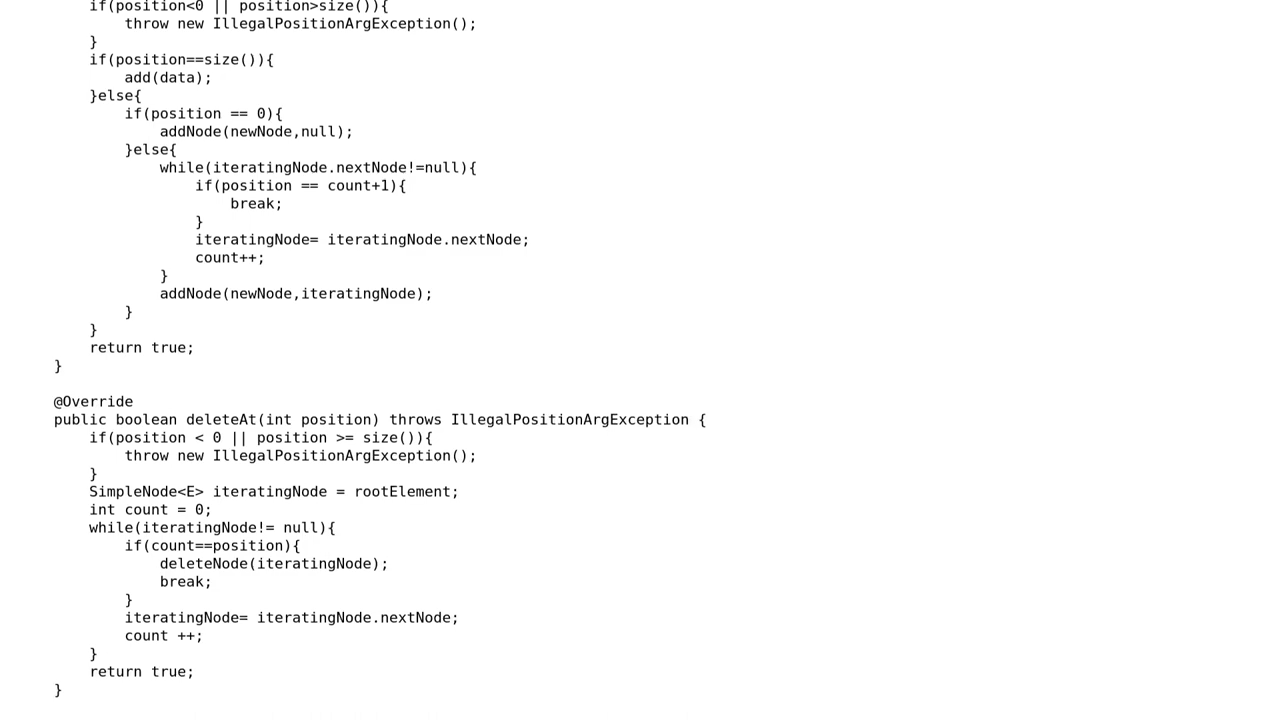 if(position<0 || position>size()){
throw new IllegalPositionArgException();
}
if(position==size()){
add(data);
}else{
if(position == 0){
addNode(newNode,null);
}else{
while(iteratingNode.nextNode!=null){
if(position == count+1){
break;
}
iteratingNode= iteratingNode.nextNode;
count++;
}
addNode(newNode,iteratingNode);
}
}
return true;
}
@Override
public boolean deleteAt(int position) throws IllegalPositionArgException {
if(position < 0 || position >= size()){
throw new IllegalPositionArgException();
}
SimpleNode<E> iteratingNode = rootElement;
int count = 0;
while(iteratingNode!= null){
if(count==position){
deleteNode(iteratingNode);
break;
}
iteratingNode= iteratingNode.nextNode;
count ++;
}
return true;
}